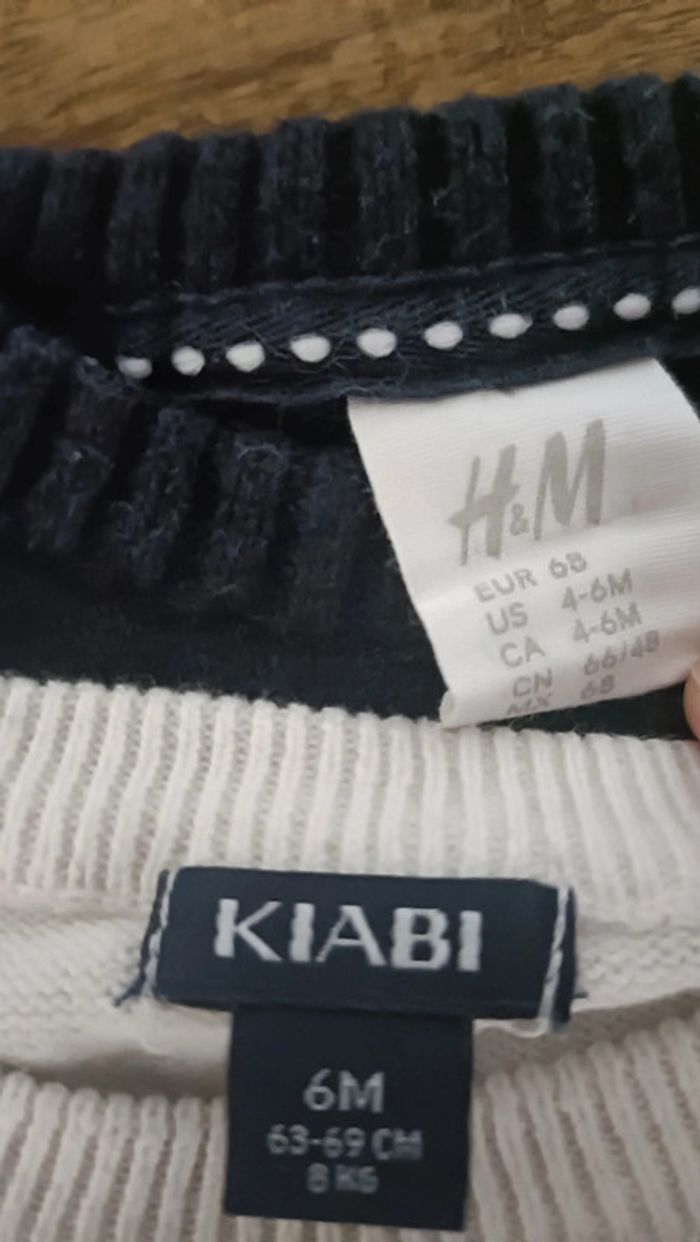 H&M
EUR 68
US 4-6M
CA 4-6M
CN 66/48
MX 68
KIABI
6M
63-69 CM
8 KG